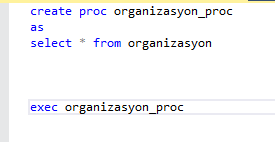 create proc organizasyon_proc
as
select * from organizasyon
exec organizasyon_proc